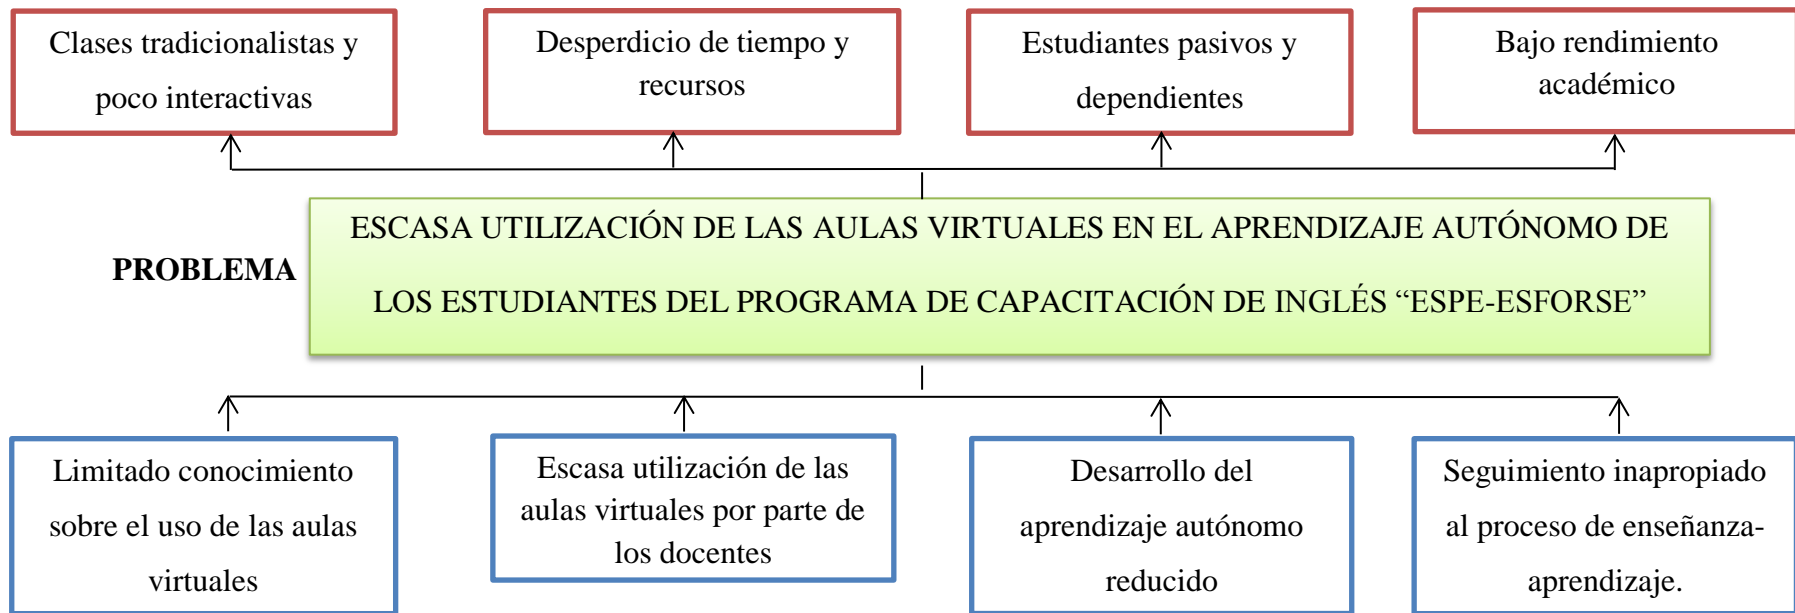 Clases tradicionalistas y
poco interactivas
Desperdicio de tiempo y
recursos
Estudiantes pasivos y
dependientes
Bajo rendimiento
académico
PROBLEMA
ESCASA UTILIZACIÓN DE LAS AULAS VIRTUALES EN EL APRENDIZAJE AUTÓNOMO DE
LOS ESTUDIANTES DEL PROGRAMA DE CAPACITACIÓN DE INGLÉS “ESPE-ESFORSE”
Limitado conocimiento
sobre el uso de las aulas
virtuales
Escasa utilización de las
aulas virtuales por parte de
los docentes
Desarrollo del
aprendizaje autónomo
reducido
Seguimiento inapropiado
al proceso de enseñanza-
aprendizaje.